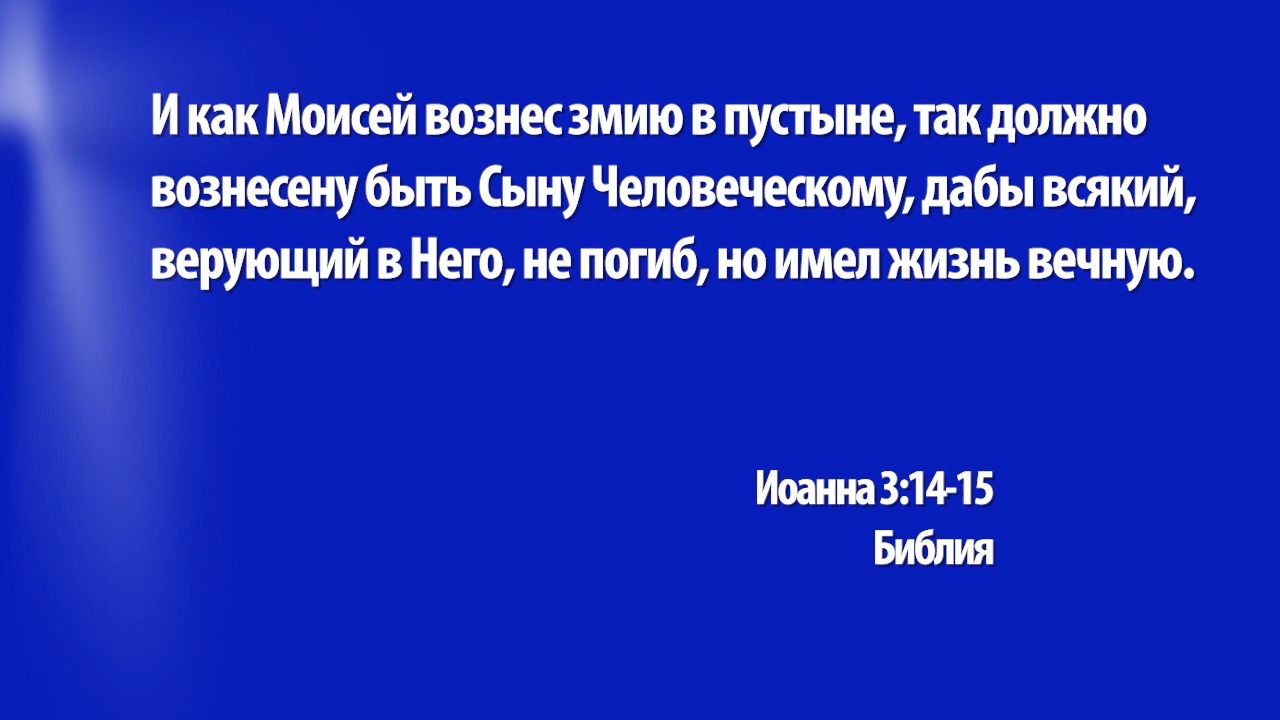 И как Моисей вознес змию в пустыне, так должно
вознесену быть Сыну Человеческому, дабы всякий,
верующий в Него, не погиб, но имел жизнь вечную.
Иоанна 3:14-15
Библия